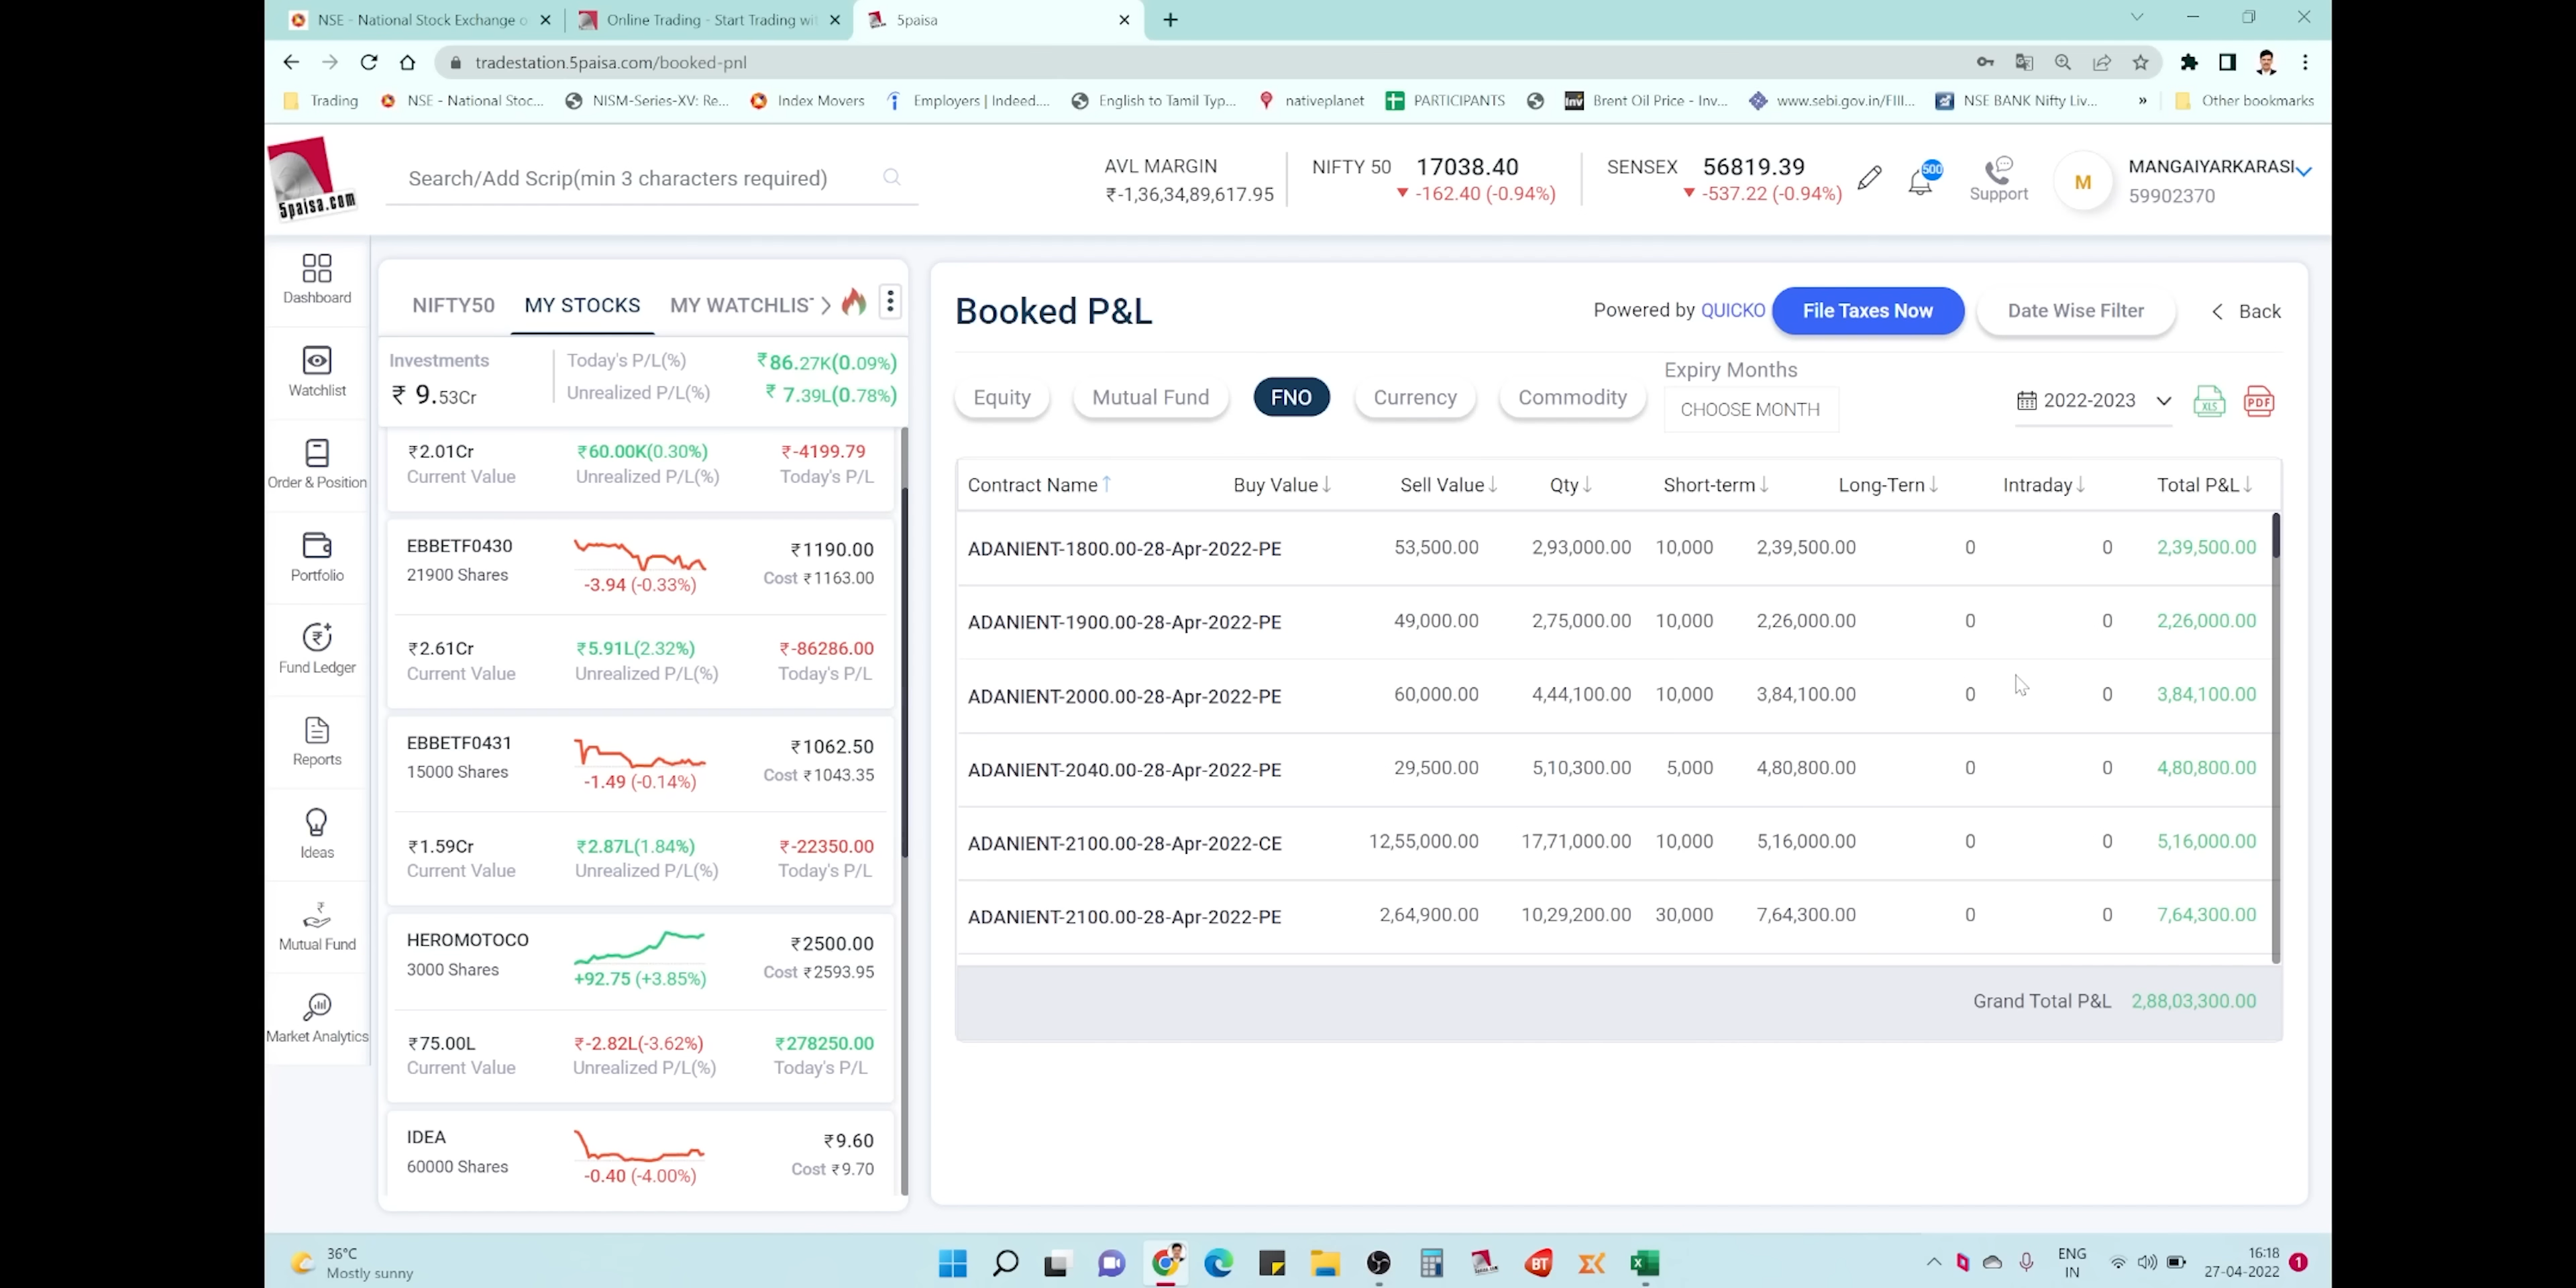 NSE - National Stock Exchange o
Online Trading - Start Trading wit
5paisa
tradestation.5paisa.com/booked-pnl
Trading
NSE - National Stoc...
NISM-Series-XV: Re...
Index Movers
Employers | Indeed....
English to Tamil Typ...
nativeplanet
PARTICIPANTS
Inv Brent Oil Price - Inv...
www.sebi.gov.in/FIII...
NSE BANK Nifty Liv...
» Other bookmarks
5paisa.com
Search/Add Scrip(min 3 characters required)
AVL MARGIN
₹-1,36,34,89,617.95
NIFTY 50 17038.40
▼ -162.40 (-0.94%)
SENSEX 56819.39
▼ -537.22 (-0.94%)
500
Support
M
MANGAIYARKARASI
59902370
Dashboard
Watchlist
Order & Position
Portfolio
Fund Ledger
Reports
Ideas
Mutual Fund
Market Analytics
NIFTY50 MY STOCKS MY WATCHLIST
Investments
₹ 9.53Cr
Today's P/L(%) ₹86.27K(0.09%)
Unrealized P/L(%) ₹ 7.39L(0.78%)
₹2.01Cr ₹60.00K(0.30%) ₹-4199.79
Current Value Unrealized P/L(%) Today's P/L
EBBETF0430 ₹1190.00
21900 Shares -3.94 (-0.33%) Cost ₹1163.00
₹2.61Cr ₹5.91L(2.32%) ₹-86286.00
Current Value Unrealized P/L(%) Today's P/L
EBBETF0431 ₹1062.50
15000 Shares -1.49 (-0.14%) Cost ₹1043.35
₹1.59Cr ₹2.87L(1.84%) ₹-22350.00
Current Value Unrealized P/L(%) Today's P/L
HEROMOTOCO ₹2500.00
3000 Shares +92.75 (+3.85%) Cost ₹2593.95
₹75.00L ₹-2.82L(-3.62%) ₹278250.00
Current Value Unrealized P/L(%) Today's P/L
IDEA ₹9.60
60000 Shares -0.40 (-4.00%) Cost ₹9.70
Booked P&L
Powered by QUICKO File Taxes Now Date Wise Filter Back
Equity Mutual Fund FNO Currency Commodity
Expiry Months
CHOOSE MONTH
2022-2023 XLS PDF
Contract Name↑ Buy Value↓ Sell Value↓ Qty↓ Short-term↓ Long-Tern↓ Intraday↓ Total P&L↓
ADANIENT-1800.00-28-Apr-2022-PE 53,500.00 2,93,000.00 10,000 2,39,500.00 0 0 2,39,500.00
ADANIENT-1900.00-28-Apr-2022-PE 49,000.00 2,75,000.00 10,000 2,26,000.00 0 0 2,26,000.00
ADANIENT-2000.00-28-Apr-2022-PE 60,000.00 4,44,100.00 10,000 3,84,100.00 0 0 3,84,100.00
ADANIENT-2040.00-28-Apr-2022-PE 29,500.00 5,10,300.00 5,000 4,80,800.00 0 0 4,80,800.00
ADANIENT-2100.00-28-Apr-2022-CE 12,55,000.00 17,71,000.00 10,000 5,16,000.00 0 0 5,16,000.00
ADANIENT-2100.00-28-Apr-2022-PE 2,64,900.00 10,29,200.00 30,000 7,64,300.00 0 0 7,64,300.00
Grand Total P&L 2,88,03,300.00
36°C
Mostly sunny
BT
ENG
IN
16:18
27-04-2022
1